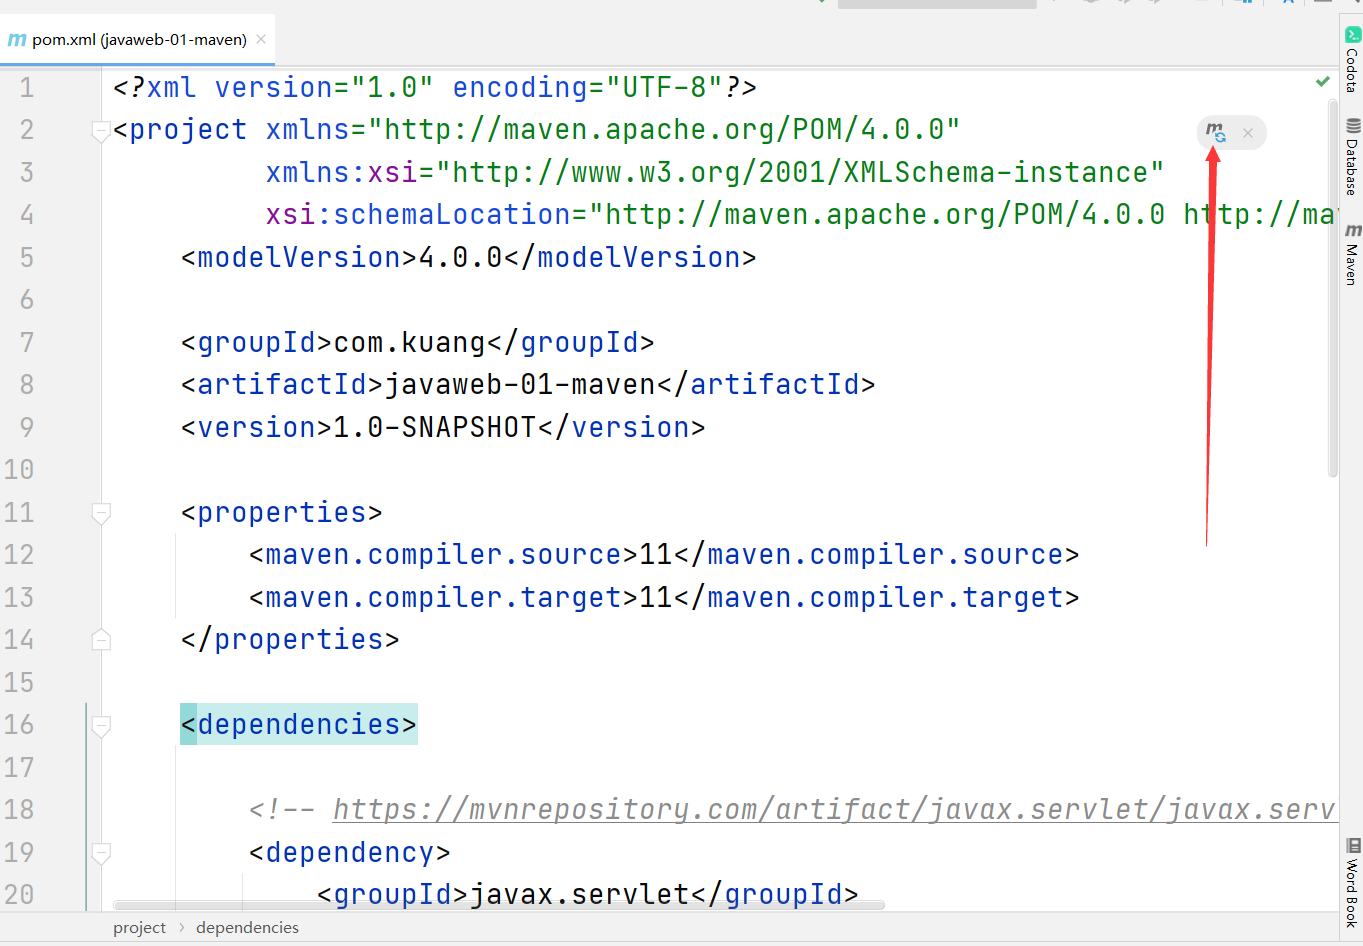 pom.xml (javaweb-01-maven)
1 <?xml version="1.0" encoding="UTF-8"?>
2 <project xmlns="http://maven.apache.org/POM/4.0.0"
3 xmlns:xsi="http://www.w3.org/2001/XMLSchema-instance"
4 xsi:schemaLocation="http://maven.apache.org/POM/4.0.0 http://ma
5 <modelVersion>4.0.0</modelVersion>
6
7 <groupId>com.kuang</groupId>
8 <artifactId>javaweb-01-maven</artifactId>
9 <version>1.0-SNAPSHOT</version>
10
11 <properties>
12 <maven.compiler.source>11</maven.compiler.source>
13 <maven.compiler.target>11</maven.compiler.target>
14 </properties>
15
16 <dependencies>
17
18 <!-- https://mvnrepository.com/artifact/javax.servlet/javax.serv
19 <dependency>
20 <groupId>javax.servlet</groupId>
project › dependencies
Codota
Database
Maven
Word Book